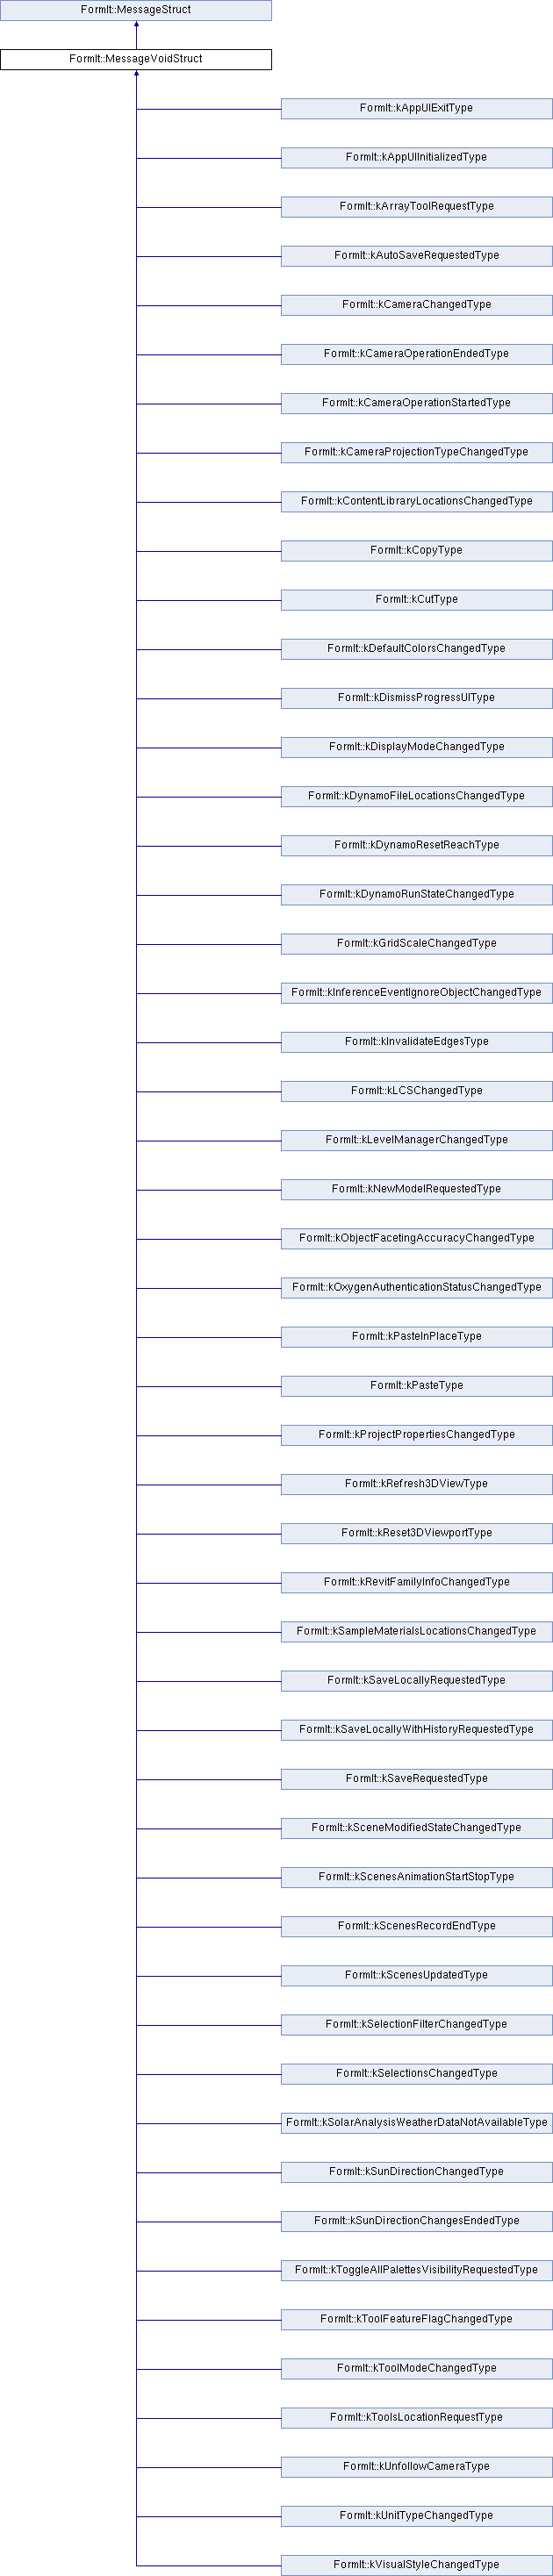 FormIt::MessageStruct
FormIt::MessageVoidStruct
FormIt::kAppUIExitType
FormIt::kAppUIInitializedType
FormIt::kArrayToolRequestType
FormIt::kAutoSaveRequestedType
FormIt::kCameraChangedType
FormIt::kCameraOperationEndedType
FormIt::kCameraOperationStartedType
FormIt::kCameraProjectionTypeChangedType
FormIt::kContentLibraryLocationsChangedType
FormIt::kCopyType
FormIt::kCutType
FormIt::kDefaultColorsChangedType
FormIt::kDismissProgressUIType
FormIt::kDisplayModeChangedType
FormIt::kDynamoFileLocationsChangedType
FormIt::kDynamoResetReachType
FormIt::kDynamoRunStateChangedType
FormIt::kGridScaleChangedType
FormIt::kInferenceEventIgnoreObjectChangedType
FormIt::kInvalidateEdgesType
FormIt::kLCSChangedType
FormIt::kLevelManagerChangedType
FormIt::kNewModelRequestedType
FormIt::kObjectFacetingAccuracyChangedType
FormIt::kOxygenAuthenticationStatusChangedType
FormIt::kPasteInPlaceType
FormIt::kPasteType
FormIt::kProjectPropertiesChangedType
FormIt::kRefresh3DViewType
FormIt::kReset3DViewportType
FormIt::kRevitFamilyInfoChangedType
FormIt::kSampleMaterialsLocationsChangedType
FormIt::kSaveLocallyRequestedType
FormIt::kSaveLocallyWithHistoryRequestedType
FormIt::kSaveRequestedType
FormIt::kSceneModifiedStateChangedType
FormIt::kScenesAnimationStartStopType
FormIt::kScenesRecordEndType
FormIt::kScenesUpdatedType
FormIt::kSelectionFilterChangedType
FormIt::kSelectionsChangedType
FormIt::kSolarAnalysisWeatherDataNotAvailableType
FormIt::kSunDirectionChangedType
FormIt::kSunDirectionChangesEndedType
FormIt::kToggleAllPalettesVisibilityRequestedType
FormIt::kToolFeatureFlagChangedType
FormIt::kToolModeChangedType
FormIt::kToolsLocationRequestType
FormIt::kUnfollowCameraType
FormIt::kUnitTypeChangedType
FormIt::kVisualStyleChangedType